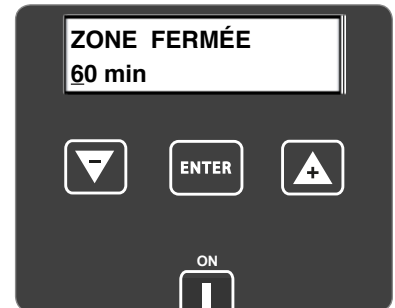 ZONE FERMÉE
60 min
-
ENTER
+
ON